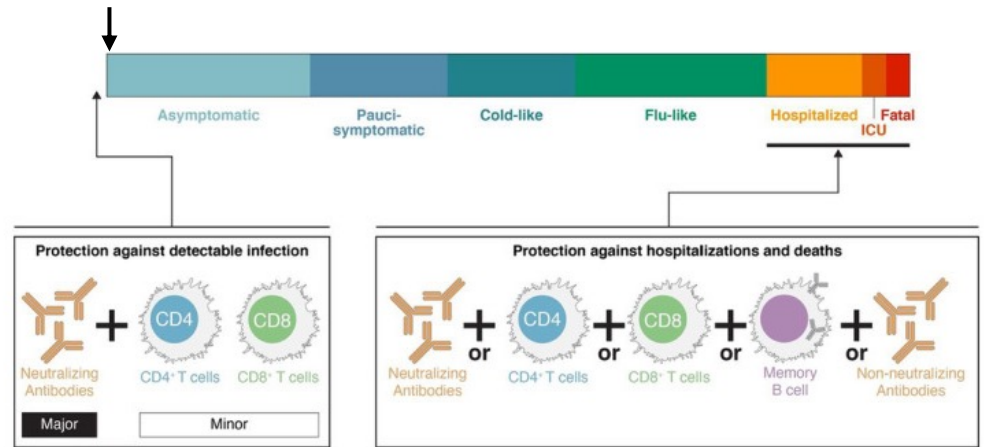 Asymptomatic
Pauci-
symptomatic
Cold-like
Flu-like
Hospitalized
ICU
Fatal
Protection against detectable infection
CD4
CD8
Neutralizing
Antibodies
CD4⁺ T cells
CD8⁺ T cells
Major
Minor
Protection against hospitalizations and deaths
or
CD4
or
CD8
or
or
Neutralizing
Antibodies
CD4⁺ T cells
CD8⁺ T cells
Memory
B cell
Non-neutralizing
Antibodies